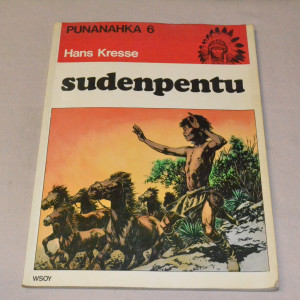 PUNANAHKA 6
Hans Kresse
sudenpentu
WSOY